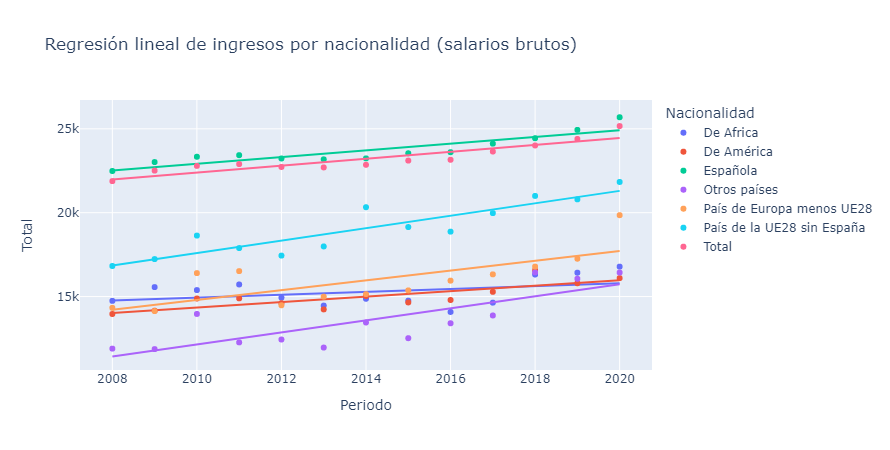 Regresión lineal de ingresos por nacionalidad (salarios brutos)
Nacionalidad
De Africa
De América
Española
Otros países
País de Europa menos UE28
País de la UE28 sin España
Total
25k
20k
15k
Total
2008 2010 2012 2014 2016 2018 2020
Periodo